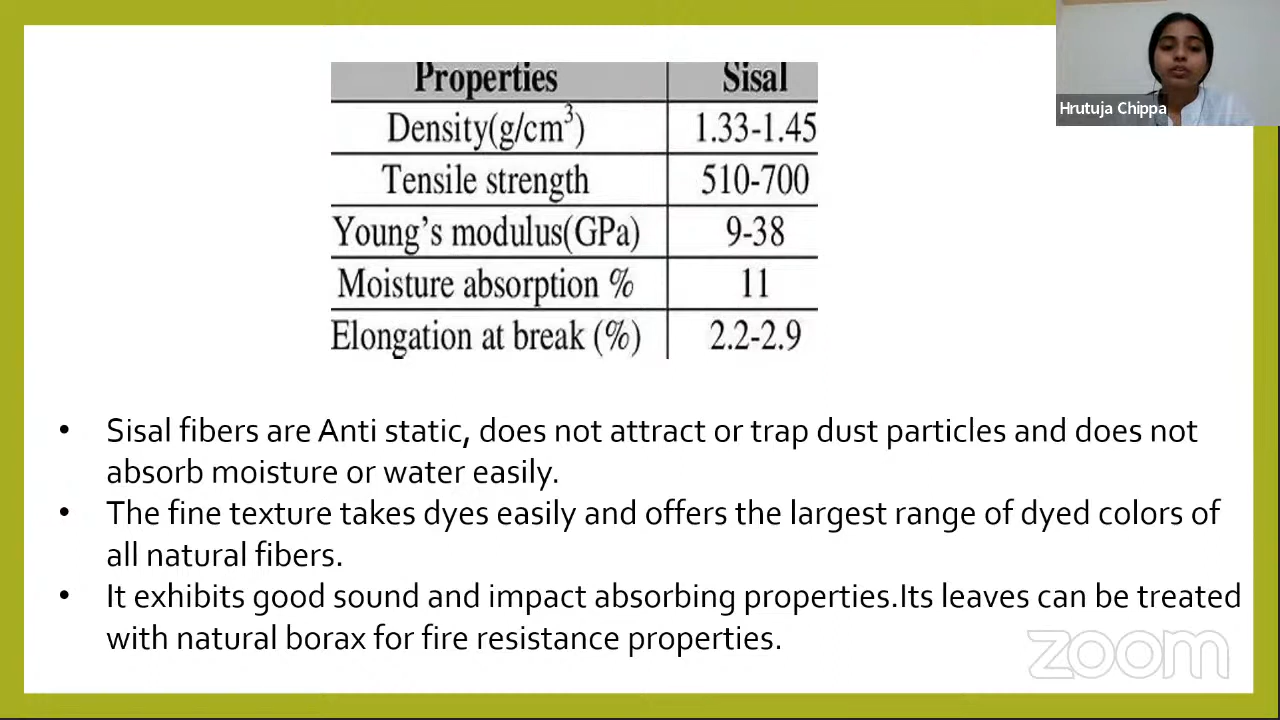 Properties Sisal
Density(g/cm³) 1.33-1.45
Tensile strength 510-700
Young's modulus(GPa) 9-38
Moisture absorption % 11
Elongation at break (%) 2.2-2.9
Hrutuja Chippa
• Sisal fibers are Anti static, does not attract or trap dust particles and does not
absorb moisture or water easily.
• The fine texture takes dyes easily and offers the largest range of dyed colors of
all natural fibers.
• It exhibits good sound and impact absorbing properties.Its leaves can be treated
with natural borax for fire resistance properties.
zoom